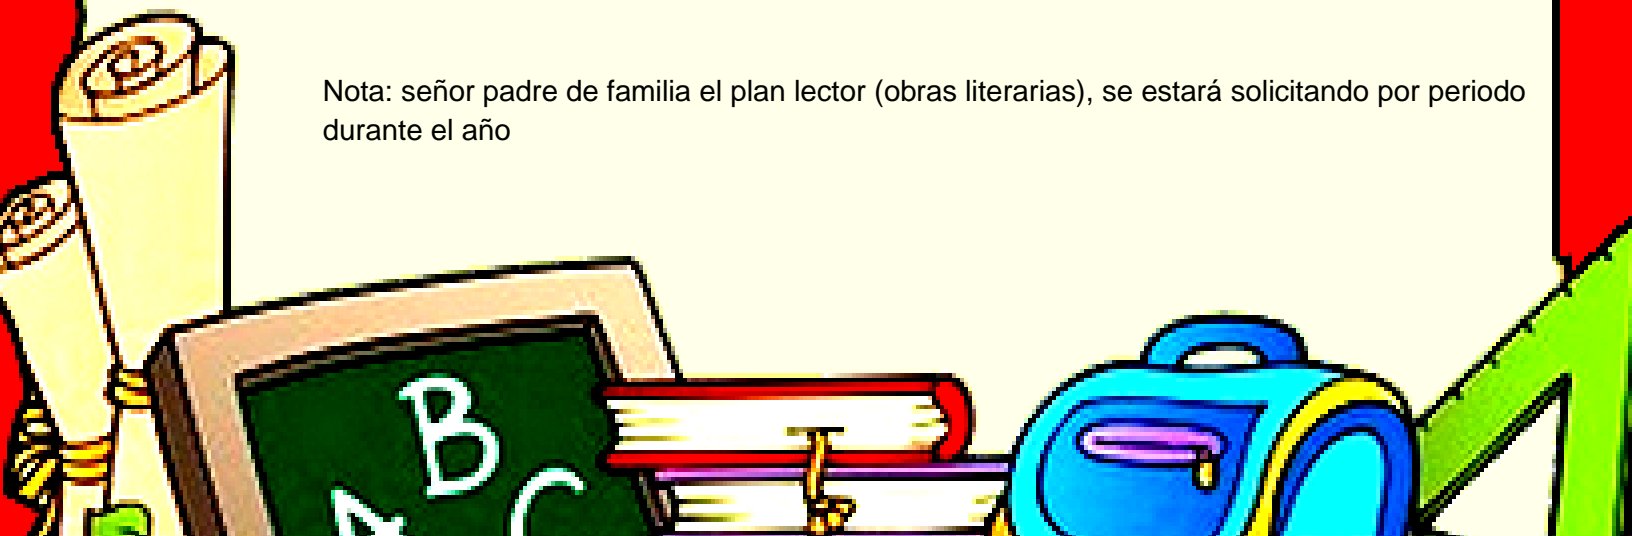 Nota: señor padre de familia el plan lector (obras literarias), se estará solicitando por periodo
durante el año
B
A C